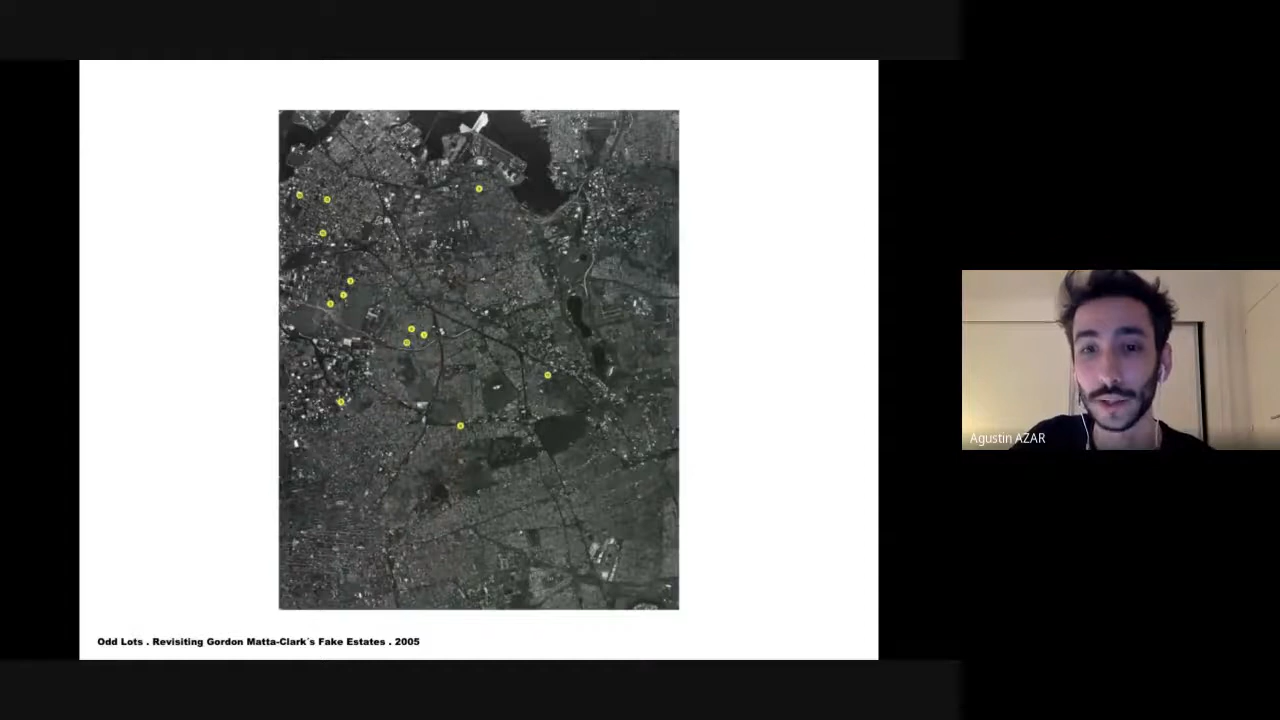 Agustin AZAR
Odd Lots . Revisiting Gordon Matta-Clark´s Fake Estates . 2005